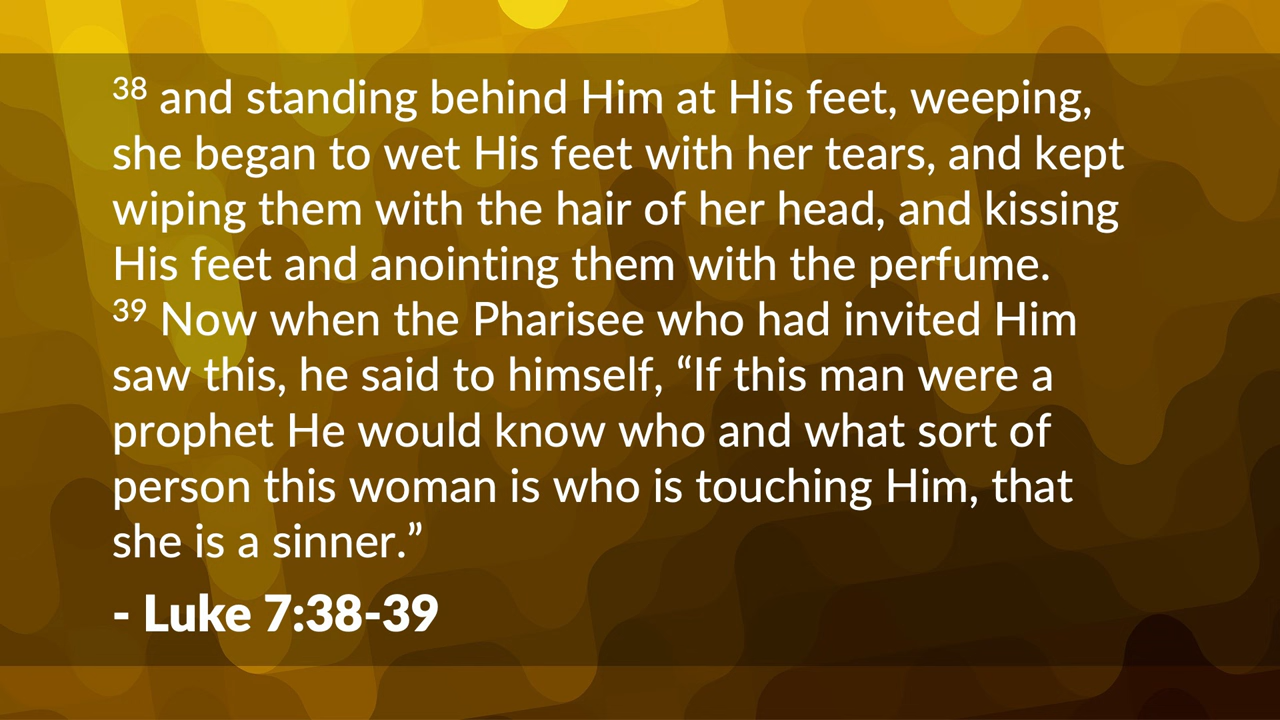 38 and standing behind Him at His feet, weeping,
she began to wet His feet with her tears, and kept
wiping them with the hair of her head, and kissing
His feet and anointing them with the perfume.
39 Now when the Pharisee who had invited Him
saw this, he said to himself, “If this man were a
prophet He would know who and what sort of
person this woman is who is touching Him, that
she is a sinner.”
- Luke 7:38-39